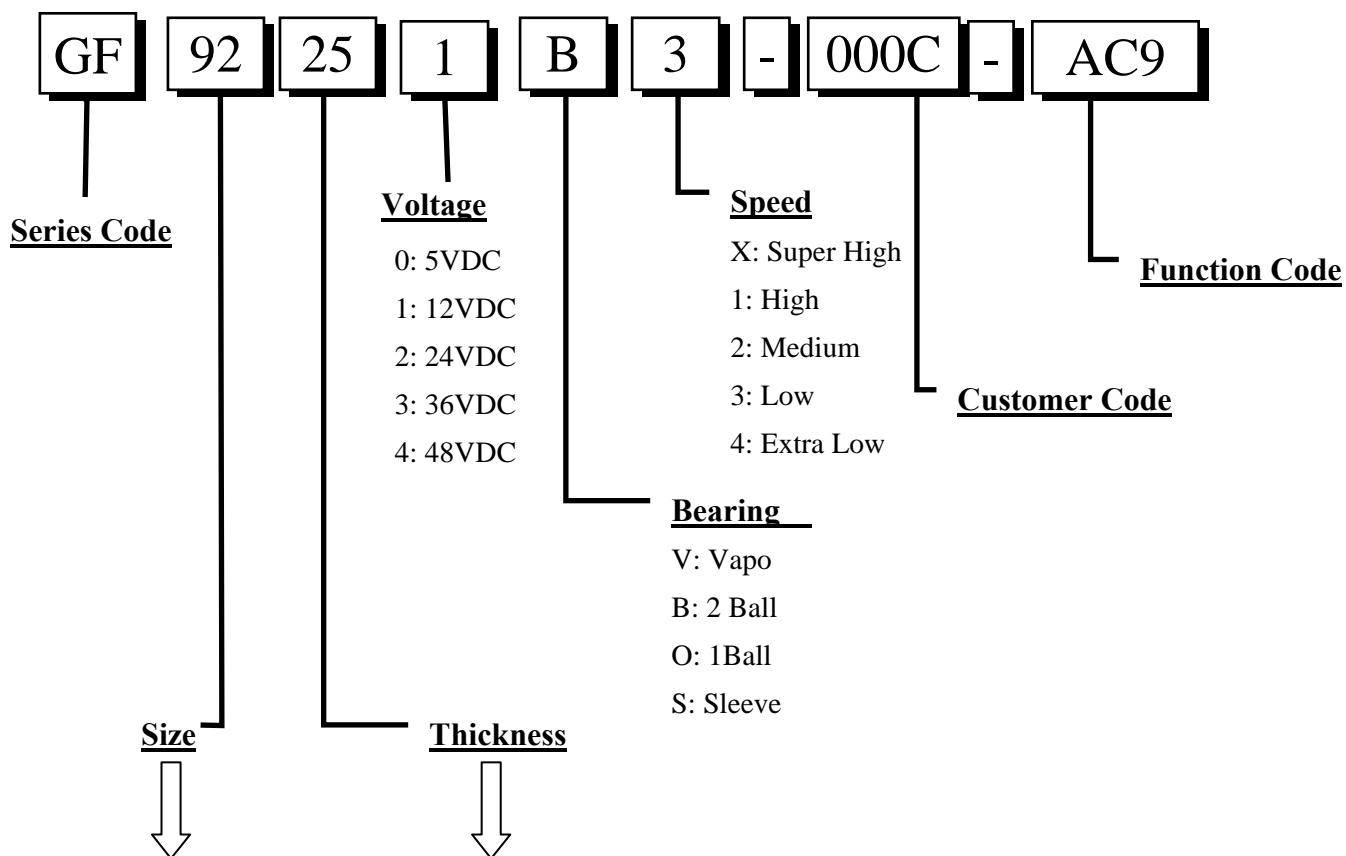 GF 92 25 1 B 3 - 000C - AC9
Series Code
Voltage
0: 5VDC
1: 12VDC
2: 24VDC
3: 36VDC
4: 48VDC
Speed
X: Super High
1: High
2: Medium
3: Low
4: Extra Low
Function Code
Customer Code
Bearing
V: Vapo
B: 2 Ball
O: 1Ball
S: Sleeve
Size
Thickness